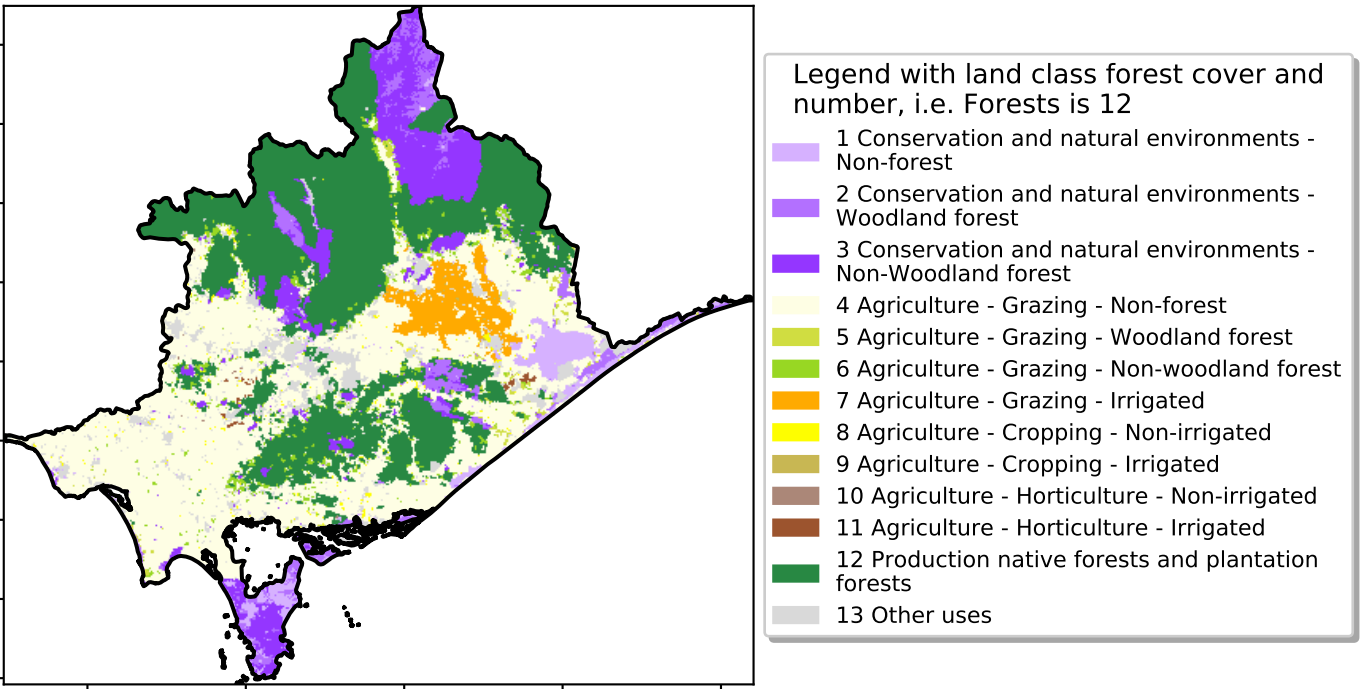 Legend with land class forest cover and
number, i.e. Forests is 12
1 Conservation and natural environments -
Non-forest
2 Conservation and natural environments -
Woodland forest
3 Conservation and natural environments -
Non-Woodland forest
4 Agriculture - Grazing - Non-forest
5 Agriculture - Grazing - Woodland forest
6 Agriculture - Grazing - Non-woodland forest
7 Agriculture - Grazing - Irrigated
8 Agriculture - Cropping - Non-irrigated
9 Agriculture - Cropping - Irrigated
10 Agriculture - Horticulture - Non-irrigated
11 Agriculture - Horticulture - Irrigated
12 Production native forests and plantation
forests
13 Other uses